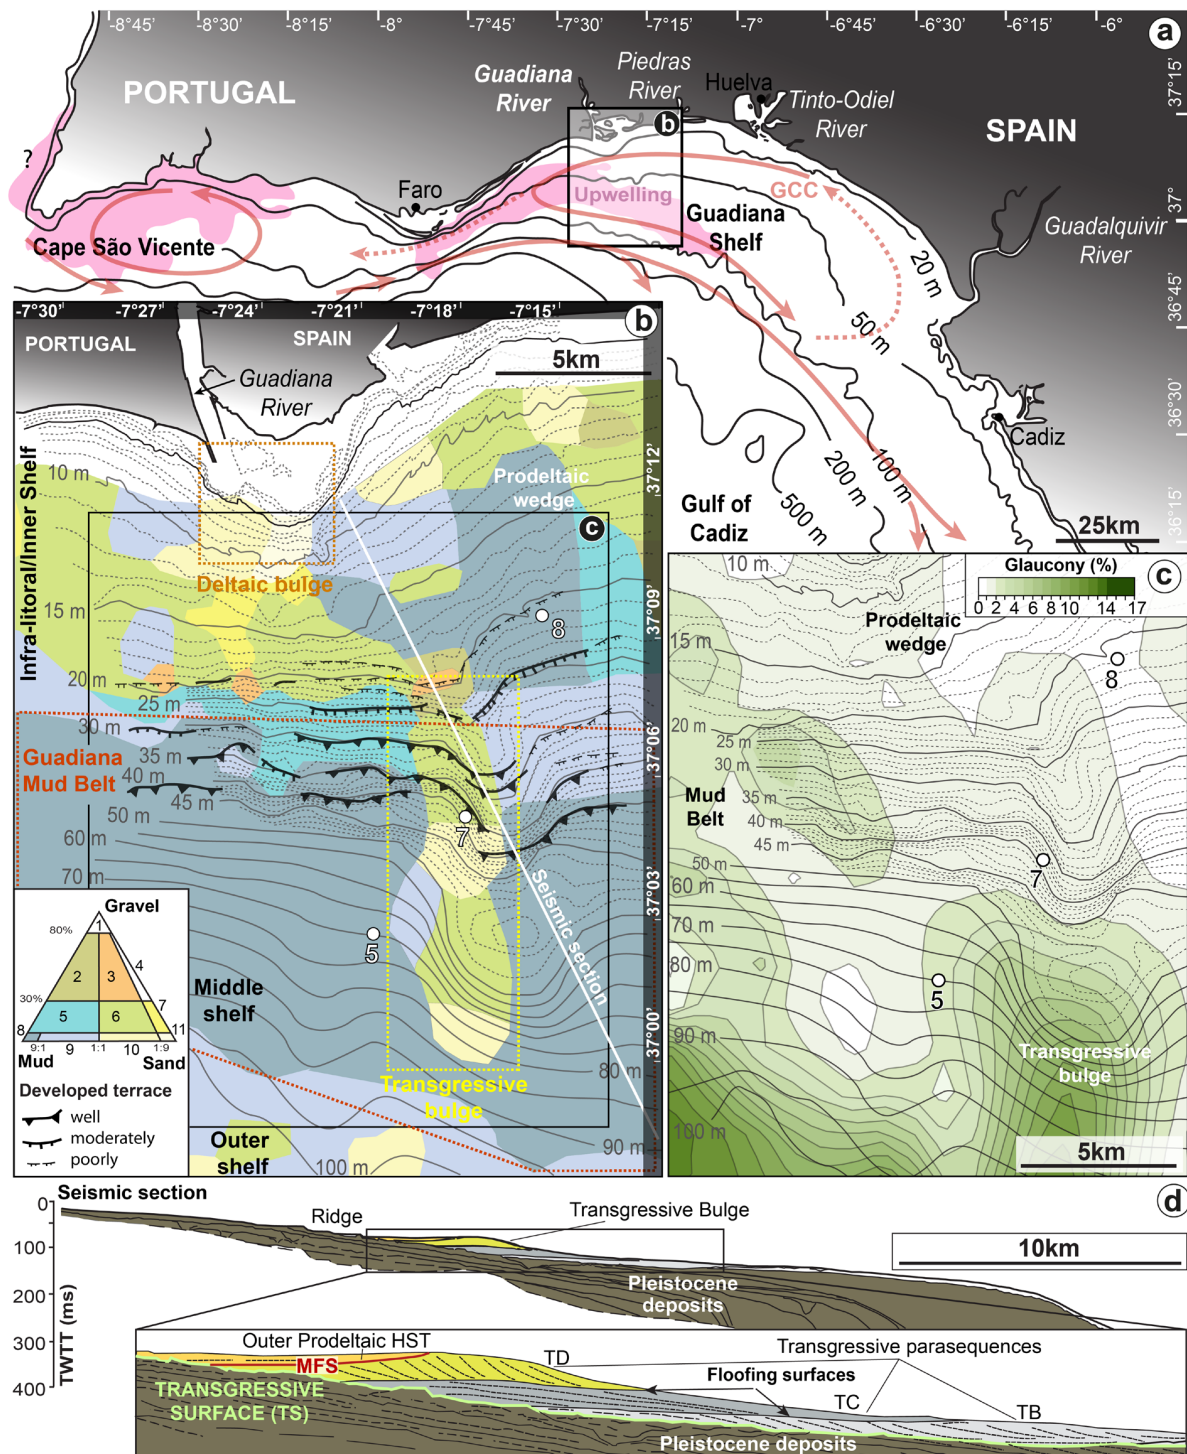 -8°45'
-8°30'
-8°15'
-8°
-7°45'
-7°30'
-7°15'
-7°
-6°45'
-6°30'
-6°15'
-6°
a
37°15'
37°
36°45'
36°30'
36°15'
PORTUGAL
Guadiana
River
Piedras
River
Huelva
Tinto-Odiel
River
SPAIN
b
?
Faro
Upwelling
GCC
Guadiana
Shelf
Guadalquivir
River
Cape São Vicente
20 m
50 m
100 m
200 m
500 m
Cadiz
Gulf of
Cadiz
25km
-7°30'
-7°27'
-7°24'
-7°21'
-7°18'
-7°15'
b
PORTUGAL
SPAIN
5km
Guadiana
River
37°12'
37°09'
37°06'
37°03'
37°00'
Infra-litoral/Inner Shelf
10 m
Prodeltaic
wedge
c
Deltaic bulge
15 m
8
20m
25 m
30 m
Guadiana
Mud Belt
35 m
40 m
45 m
50 m
60 m
70 m
7
5
Seismic section
Middle
shelf
80 m
Transgressive
bulge
90 m
Outer
shelf
100 m
Gravel
80%
1
2
3
4
30%
5
6
7
8
11
9:1
9
1:1
10
1:9
Mud
Sand
Developed terrace
well
moderately
poorly
Glaucony (%)
0 2 4 6 8 10 14 17
c
10 m
Prodeltaic
wedge
15 m
8
20 m
25 m
30 m
Mud
Belt
35 m
40 m
45 m
50 m
60 m
7
70 m
80 m
5
90 m
Transgressive
bulge
100 m
5km
Seismic section
d
0
100
200
300
400
TWTT (ms)
Ridge
Transgressive Bulge
10km
Pleistocene
deposits
Outer Prodeltaic HST
MFS
TD
Transgressive parasequences
Floofing surfaces
TRANSGRESSIVE
SURFACE (TS)
TC
TB
Pleistocene deposits